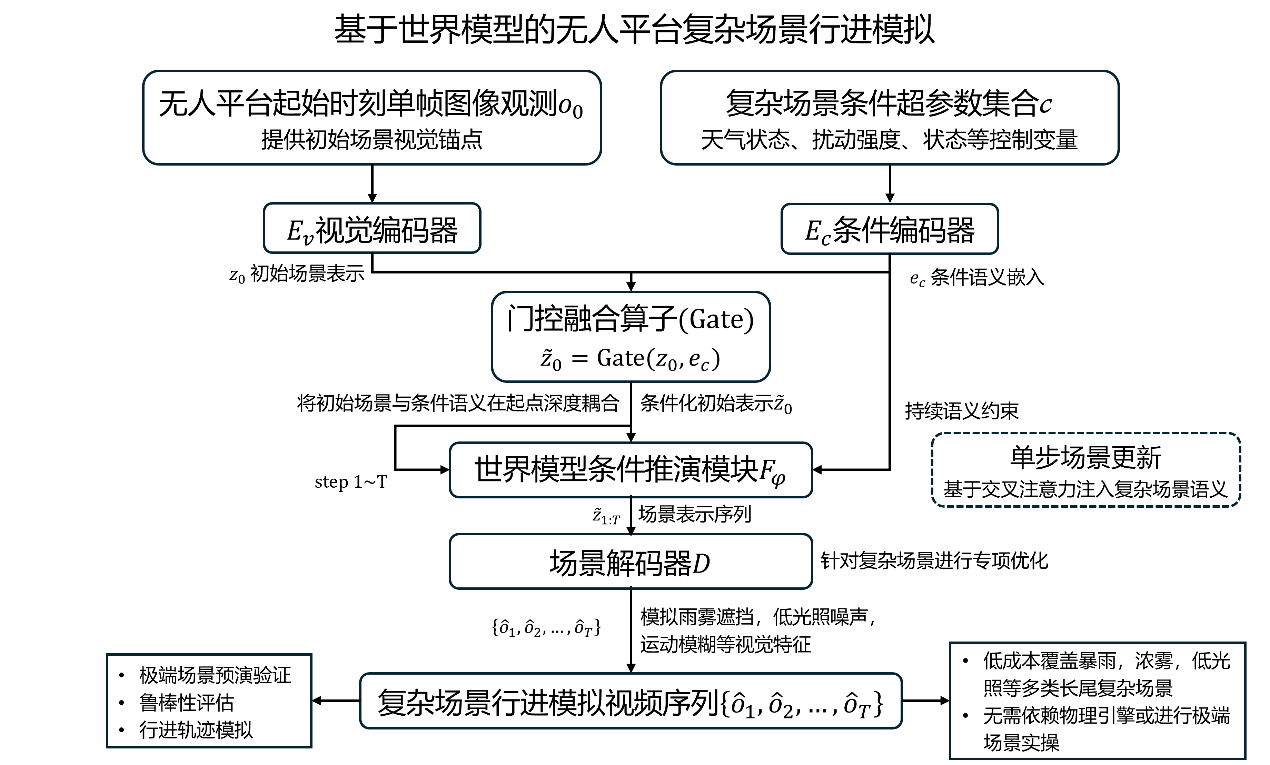 基于世界模型的无人平台复杂场景行进模拟
无人平台起始时刻单帧图像观测o₀
提供初始场景视觉锚点
复杂场景条件超参数集合c
天气状态、扰动强度、状态等控制变量
Eᵥ视觉编码器
E_c条件编码器
z₀ 初始场景表示
e_c 条件语义嵌入
门控融合算子(Gate)
z̃₀ = Gate(z₀, e_c)
将初始场景与条件语义在起点深度耦合
条件化初始表示z̃₀
持续语义约束
step 1~T
世界模型条件推演模块F_φ
单步场景更新
基于交叉注意力注入复杂场景语义
z̃_{1:T} 场景表示序列
场景解码器D
针对复杂场景进行专项优化
{ô₁, ô₂, ..., ô_T}
模拟雨雾遮挡，低光照噪声，
运动模糊等视觉特征
• 极端场景预演验证
• 鲁棒性评估
• 行进轨迹模拟
复杂场景行进模拟视频序列{ô₁, ô₂, ..., ô_T}
• 低成本覆盖暴雨，浓雾，低光
照等多类长尾复杂场景
• 无需依赖物理引擎或进行极端
场景实操